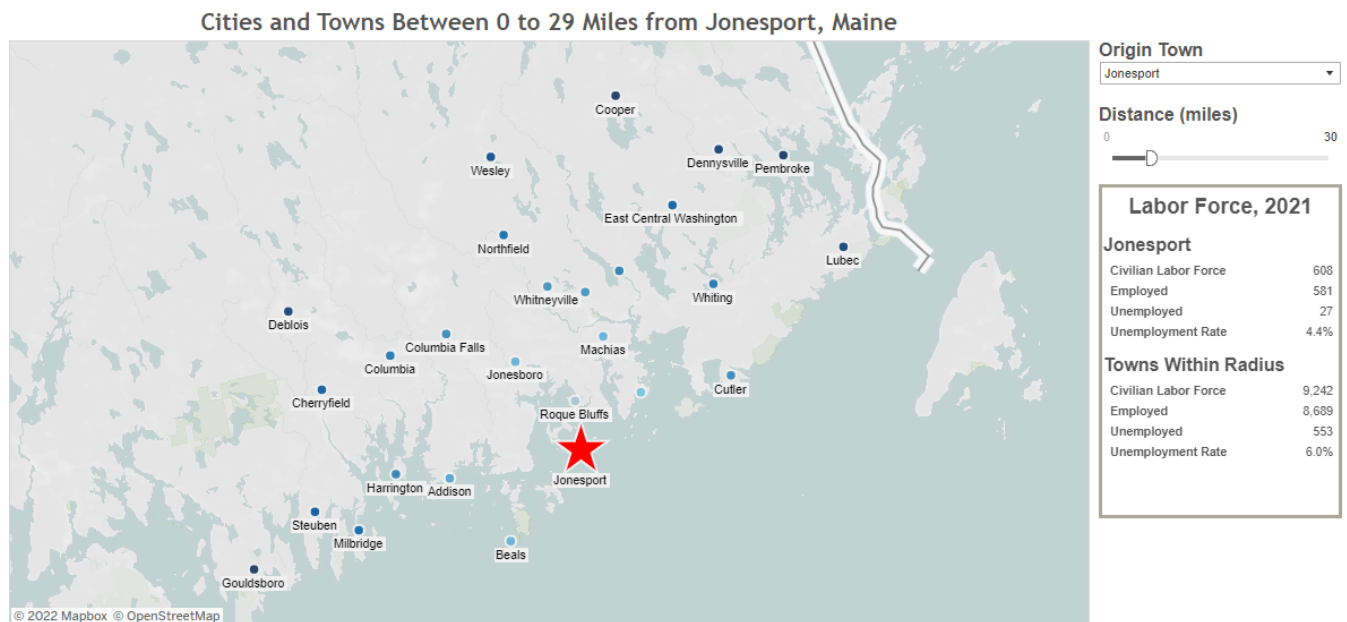 Cities and Towns Between 0 to 29 Miles from Jonesport, Maine
Origin Town
Jonesport
Distance (miles)
0 30
Labor Force, 2021
Jonesport
Civilian Labor Force 608
Employed 581
Unemployed 27
Unemployment Rate 4.4%
Towns Within Radius
Civilian Labor Force 9,242
Employed 8,689
Unemployed 553
Unemployment Rate 6.0%
Cooper
Dennysville
Pembroke
Wesley
East Central Washington
Northfield
Lubec
Whitneyville
Whiting
Deblois
Columbia Falls
Machias
Columbia
Jonesboro
Cutler
Cherryfield
Roque Bluffs
Jonesport
Harrington
Addison
Steuben
Milbridge
Beals
Gouldsboro
© 2022 Mapbox © OpenStreetMap